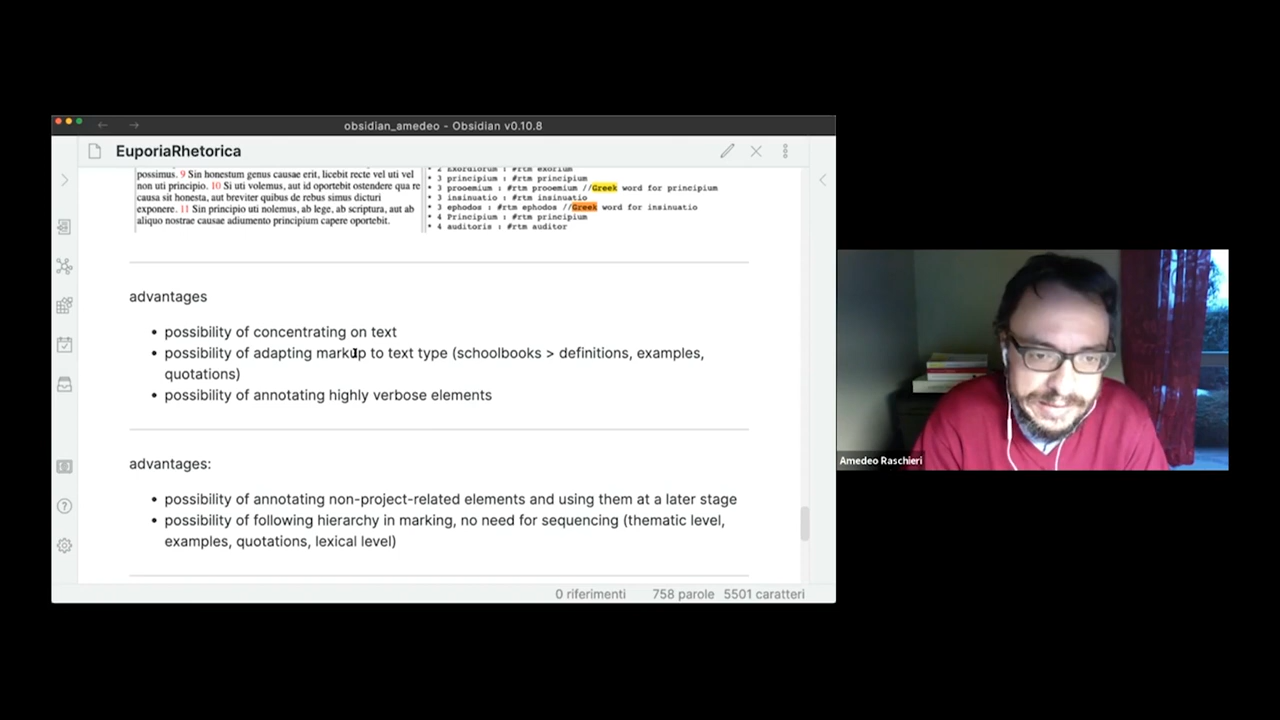 obsidian_amedeo - Obsidian v0.10.8
EuporiaRhetorica
possimus. 9 Sin honestum genus causae erit, licebit recte vel uti vel
non uti principio. 10 Si uti volemus, aut id oportebit ostendere qua re
causa sit honesta, aut breviter quibus de rebus simus dicturi
exponere. 11 Sin principio uti nolemus, ab lege, ab scriptura, aut ab
aliquo nostrae causae adiumento principium capere oportebit.
• 2 Exordiorum : #rtm exorium
• 3 principium : #rtm principium
• 3 prooemium : #rtm prooemium //Greek word for principium
• 3 insinuatio : #rtm insinuatio
• 3 ephodos : #rtm ephodos //Greek word for insinuatio
• 4 Principium : #rtm principium
• 4 auditoris : #rtm auditor
advantages
• possibility of concentrating on text
• possibility of adapting markup to text type (schoolbooks > definitions, examples,
quotations)
• possibility of annotating highly verbose elements
advantages:
• possibility of annotating non-project-related elements and using them at a later stage
• possibility of following hierarchy in marking, no need for sequencing (thematic level,
examples, quotations, lexical level)
0 riferimenti 758 parole 5501 caratteri
Amedeo Raschieri